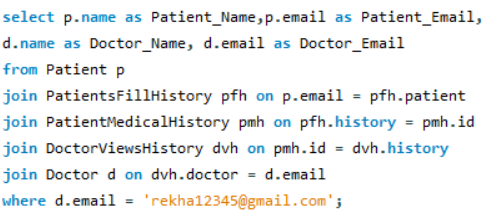 select p.name as Patient_Name,p.email as Patient_Email,
d.name as Doctor_Name, d.email as Doctor_Email
from Patient p
join PatientsFillHistory pfh on p.email = pfh.patient
join PatientMedicalHistory pmh on pfh.history = pmh.id
join DoctorViewsHistory dvh on pmh.id = dvh.history
join Doctor d on dvh.doctor = d.email
where d.email = 'rekha12345@gmail.com';